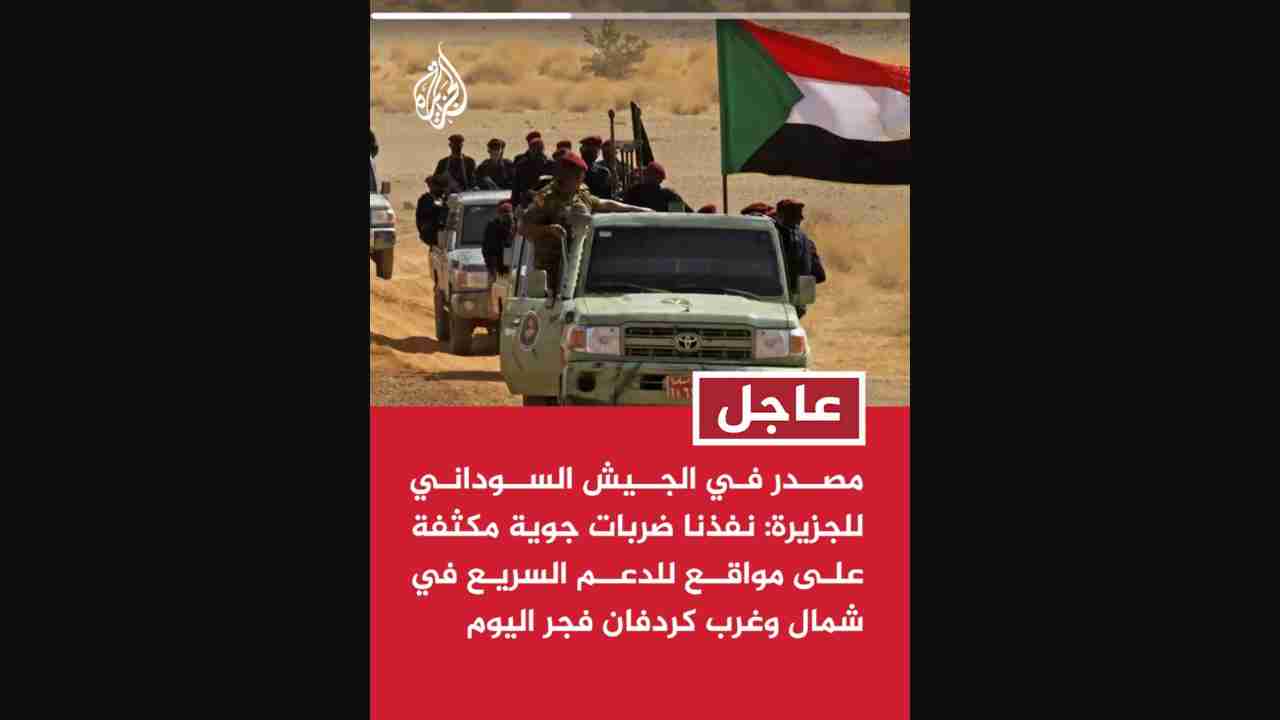 الجزيرة
عاجل
مصدر في الجيش السوداني
للجزيرة: نفذنا ضربات جوية مكثفة
على مواقع للدعم السريع في
شمال وغرب كردفان فجر اليوم